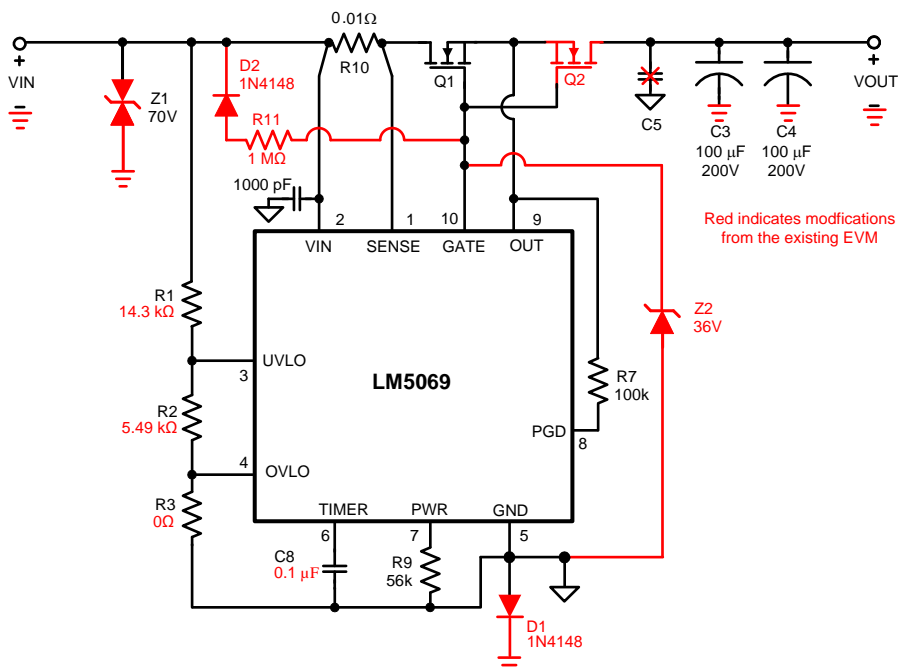 0.01Ω
R10
VIN
Z1
70V
D2
1N4148
R11
1 MΩ
Q1
Q2
C5
C3
100 µF
200V
C4
100 µF
200V
VOUT
Red indicates modfications
from the existing EVM
1000 pF
2
1
10
9
VIN
SENSE
GATE
OUT
R1
14.3 kΩ
UVLO
3
LM5069
Z2
36V
R7
100k
R2
5.49 kΩ
PGD
8
4
OVLO
R3
0Ω
TIMER
PWR
GND
6
7
5
C8
0.1 µF
R9
56k
D1
1N4148